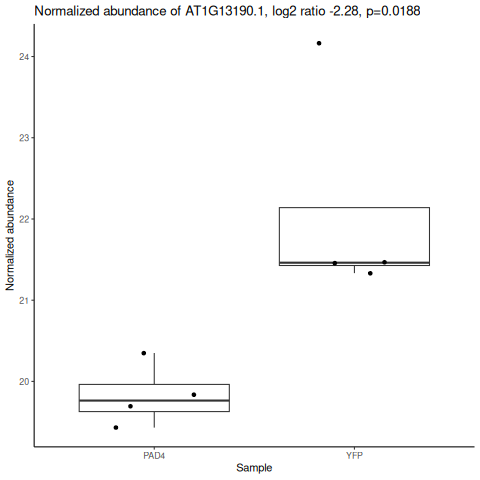 Normalized abundance of AT1G13190.1, log2 ratio -2.28, p=0.0188
24
23
22
21
20
Normalized abundance
PAD4 YFP
Sample